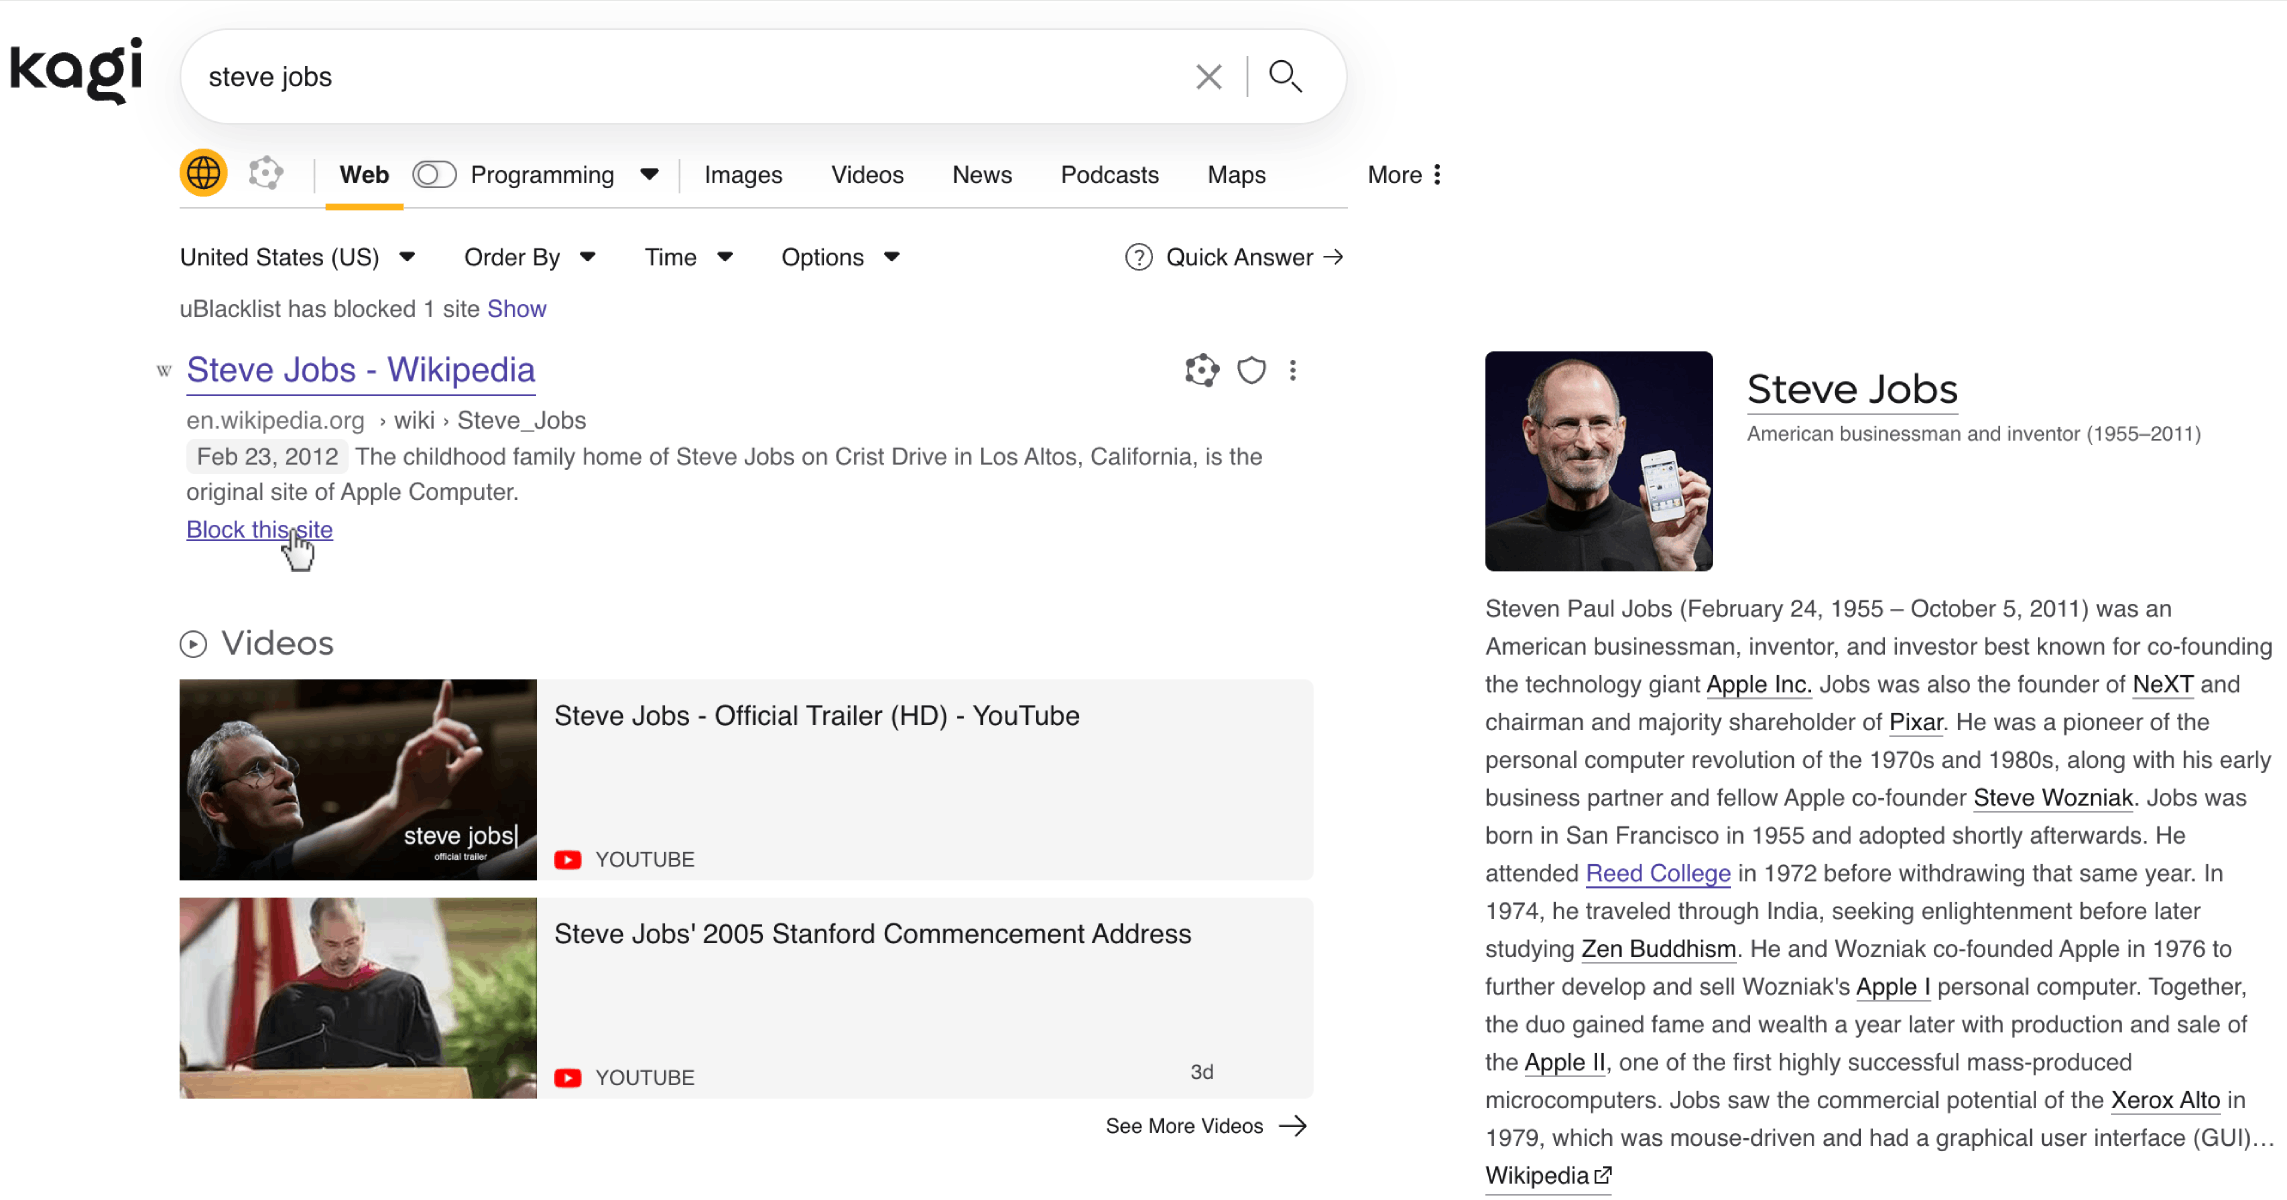 kagi
steve jobs
Web Programming Images Videos News Podcasts Maps More
United States (US) Order By Time Options ? Quick Answer →
uBlacklist has blocked 1 site Show
W Steve Jobs - Wikipedia
en.wikipedia.org › wiki › Steve_Jobs
Feb 23, 2012 The childhood family home of Steve Jobs on Crist Drive in Los Altos, California, is the
original site of Apple Computer.
Block this site
Videos
Steve Jobs - Official Trailer (HD) - YouTube
steve jobs|
official trailer
YOUTUBE
Steve Jobs' 2005 Stanford Commencement Address
YOUTUBE 3d
See More Videos →
Steve Jobs
American businessman and inventor (1955–2011)
Steven Paul Jobs (February 24, 1955 – October 5, 2011) was an
American businessman, inventor, and investor best known for co-founding
the technology giant Apple Inc. Jobs was also the founder of NeXT and
chairman and majority shareholder of Pixar. He was a pioneer of the
personal computer revolution of the 1970s and 1980s, along with his early
business partner and fellow Apple co-founder Steve Wozniak. Jobs was
born in San Francisco in 1955 and adopted shortly afterwards. He
attended Reed College in 1972 before withdrawing that same year. In
1974, he traveled through India, seeking enlightenment before later
studying Zen Buddhism. He and Wozniak co-founded Apple in 1976 to
further develop and sell Wozniak's Apple I personal computer. Together,
the duo gained fame and wealth a year later with production and sale of
the Apple II, one of the first highly successful mass-produced
microcomputers. Jobs saw the commercial potential of the Xerox Alto in
1979, which was mouse-driven and had a graphical user interface (GUI)…
Wikipedia